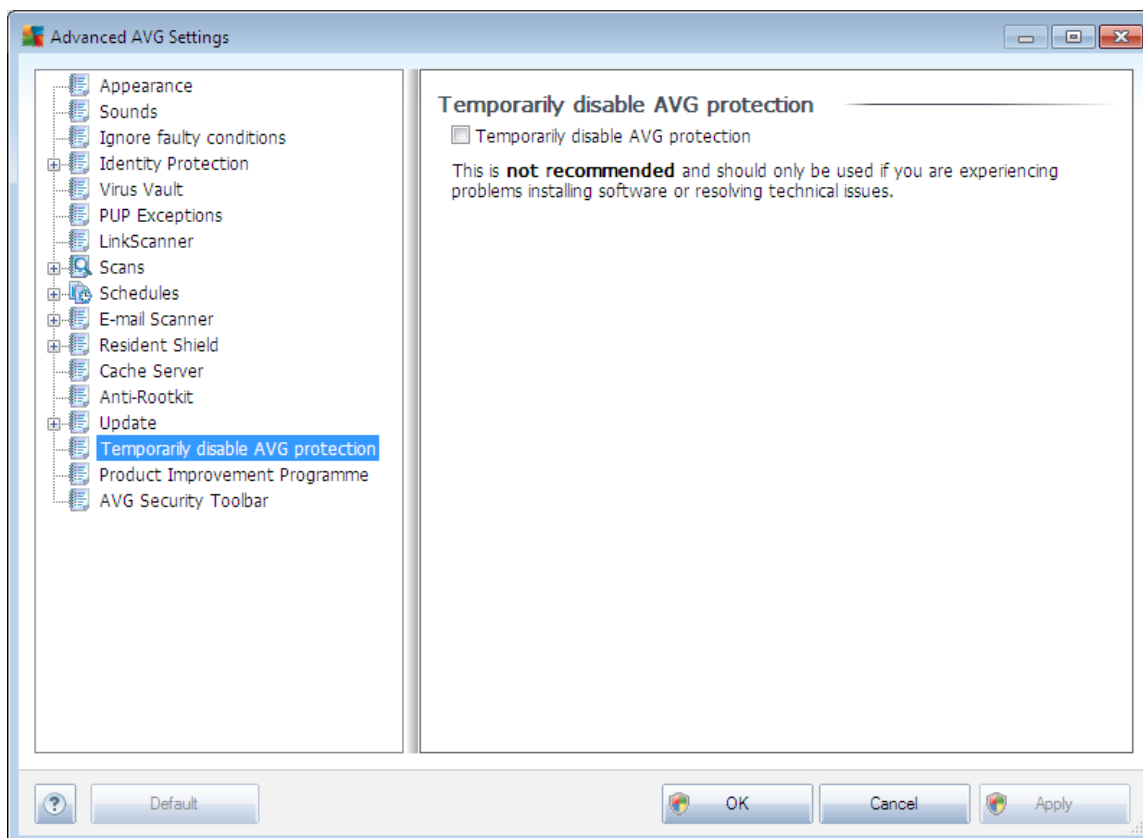 Advanced AVG Settings
Appearance
Sounds
Ignore faulty conditions
Identity Protection
Virus Vault
PUP Exceptions
LinkScanner
Scans
Schedules
E-mail Scanner
Resident Shield
Cache Server
Anti-Rootkit
Update
Temporarily disable AVG protection
Product Improvement Programme
AVG Security Toolbar
Temporarily disable AVG protection
Temporarily disable AVG protection
This is not recommended and should only be used if you are experiencing
problems installing software or resolving technical issues.
?
Default
OK
Cancel
Apply